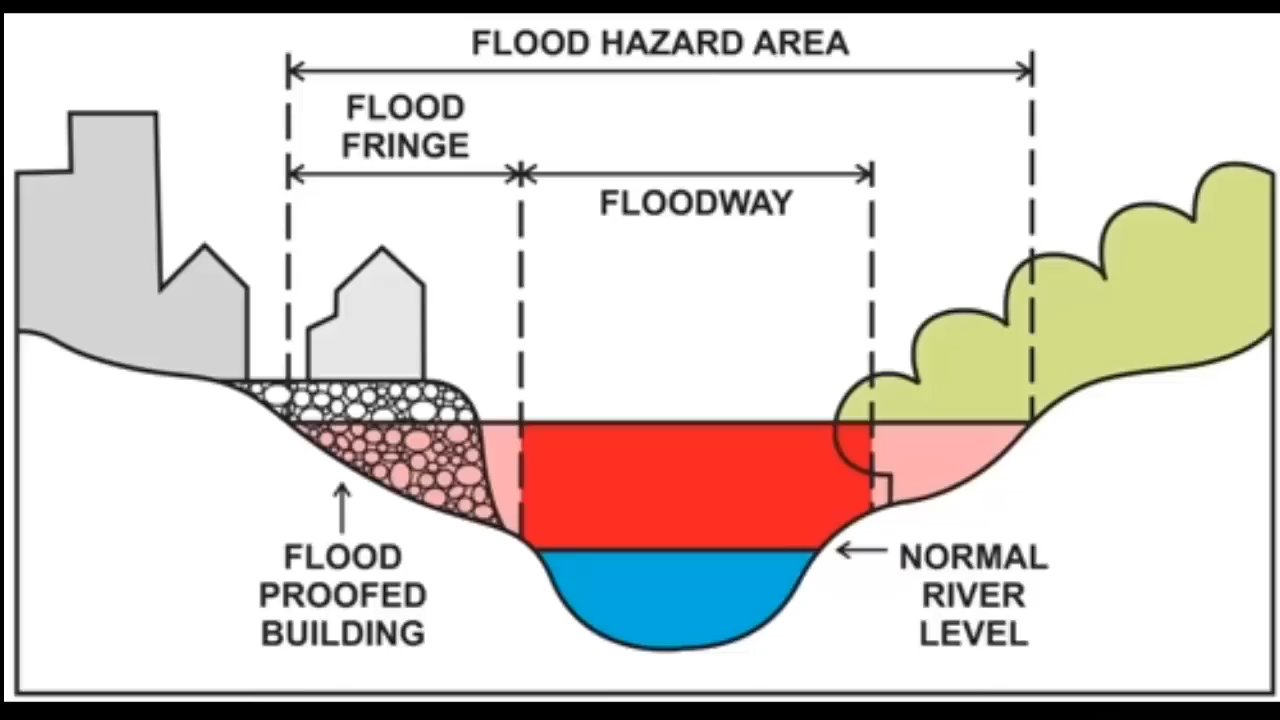 FLOOD HAZARD AREA
FLOOD
FRINGE
FLOODWAY
FLOOD
PROOFED
BUILDING
NORMAL
RIVER
LEVEL